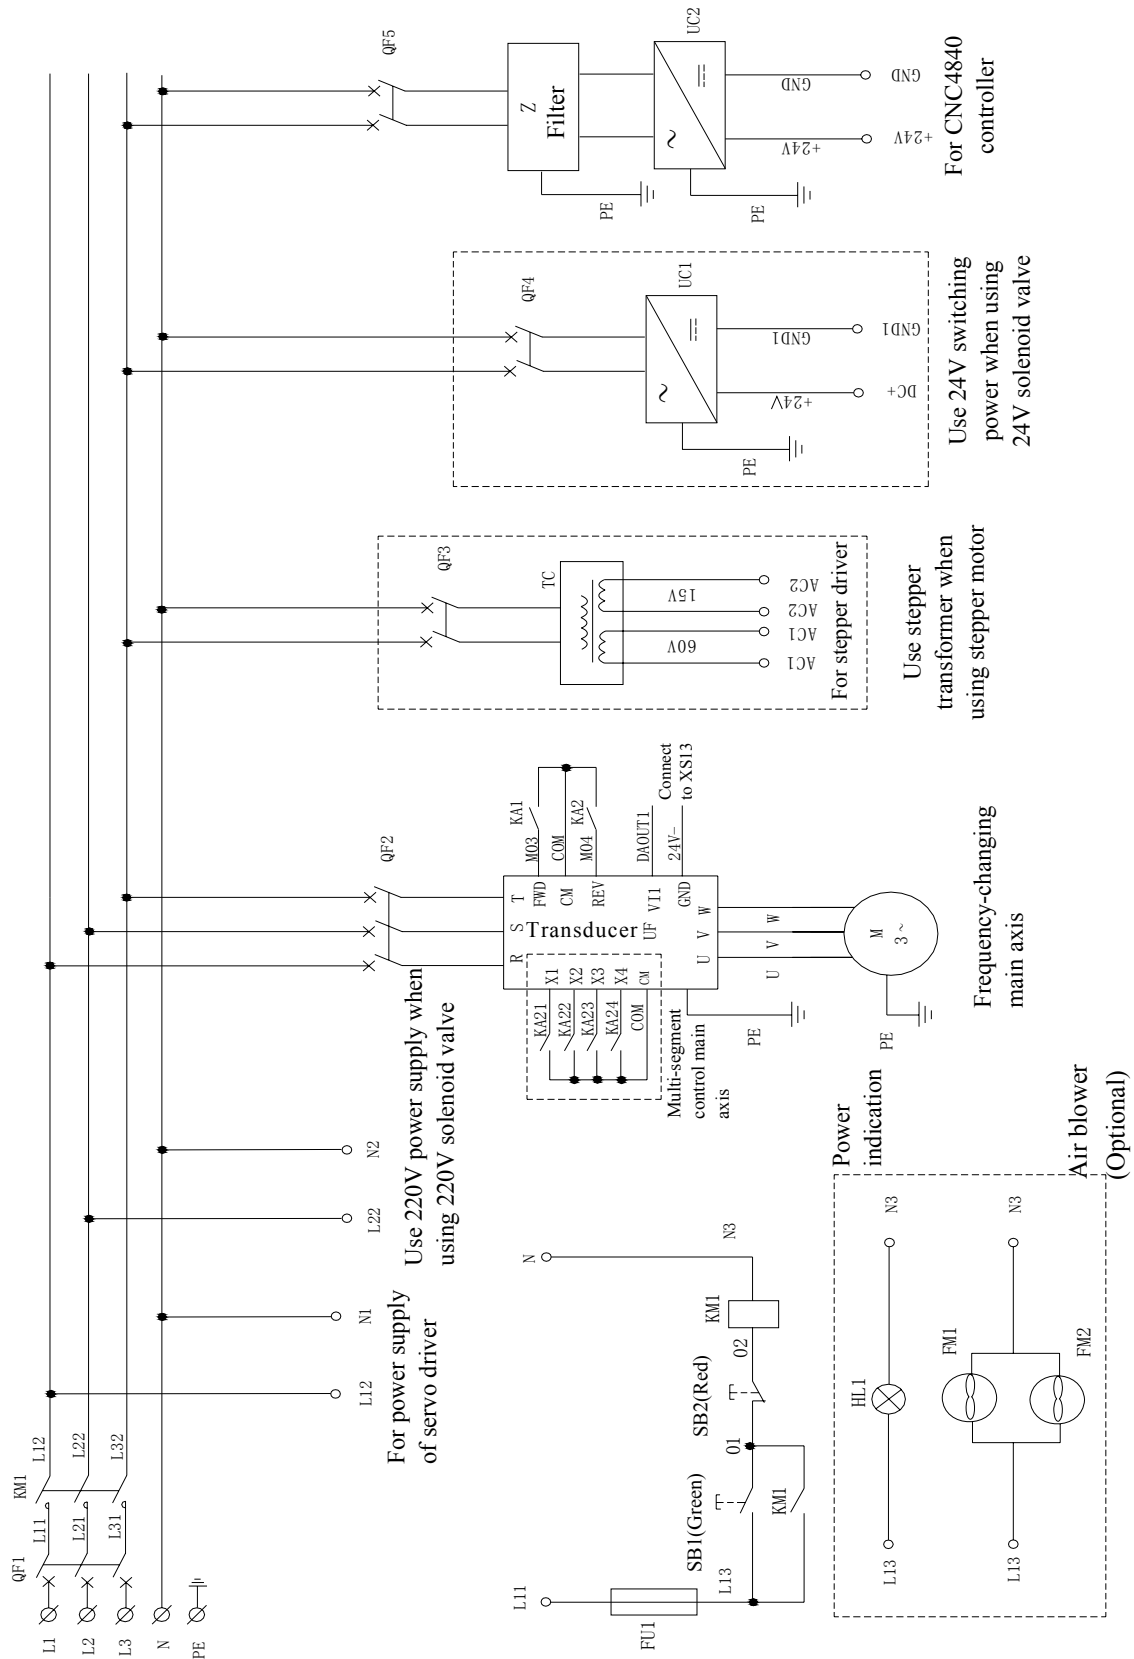 L1
L2
L3
N
PE
QF1
L11
L21
L31
KM1
L12
L22
L32
L12
N1
For power supply
of servo driver
L22
N2
Use 220V power supply when
using 220V solenoid valve
QF2
R
S
T
Transducer
UF
FWD
CM
REV
VI1
GND
MO3
COM
MO4
KA1
KA2
DAOUT1
24V-
Connect
to XS13
X1
X2
X3
X4
CM
KA21
KA22
KA23
KA24
COM
Multi-segment
control main
axis
PE
U
V
W
U
V
W
M
3~
PE
Frequency-changing
main axis
QF3
TC
60V
15V
AC1
AC1
AC2
AC2
For stepper driver
Use stepper
transformer when
using stepper motor
QF4
UC1
~
PE
+24V
GND1
DC+
GND1
Use 24V switching
power when using
24V solenoid valve
QF5
Z
Filter
PE
UC2
~
PE
+24V
GND
+24V
GND
For CNC4840
controller
L11
FU1
L13
SB1(Green)
KM1
01
SB2(Red)
02
KM1
N
N3
Power
indication
L13
HL1
N3
L13
FM1
FM2
N3
Air blower
(Optional)